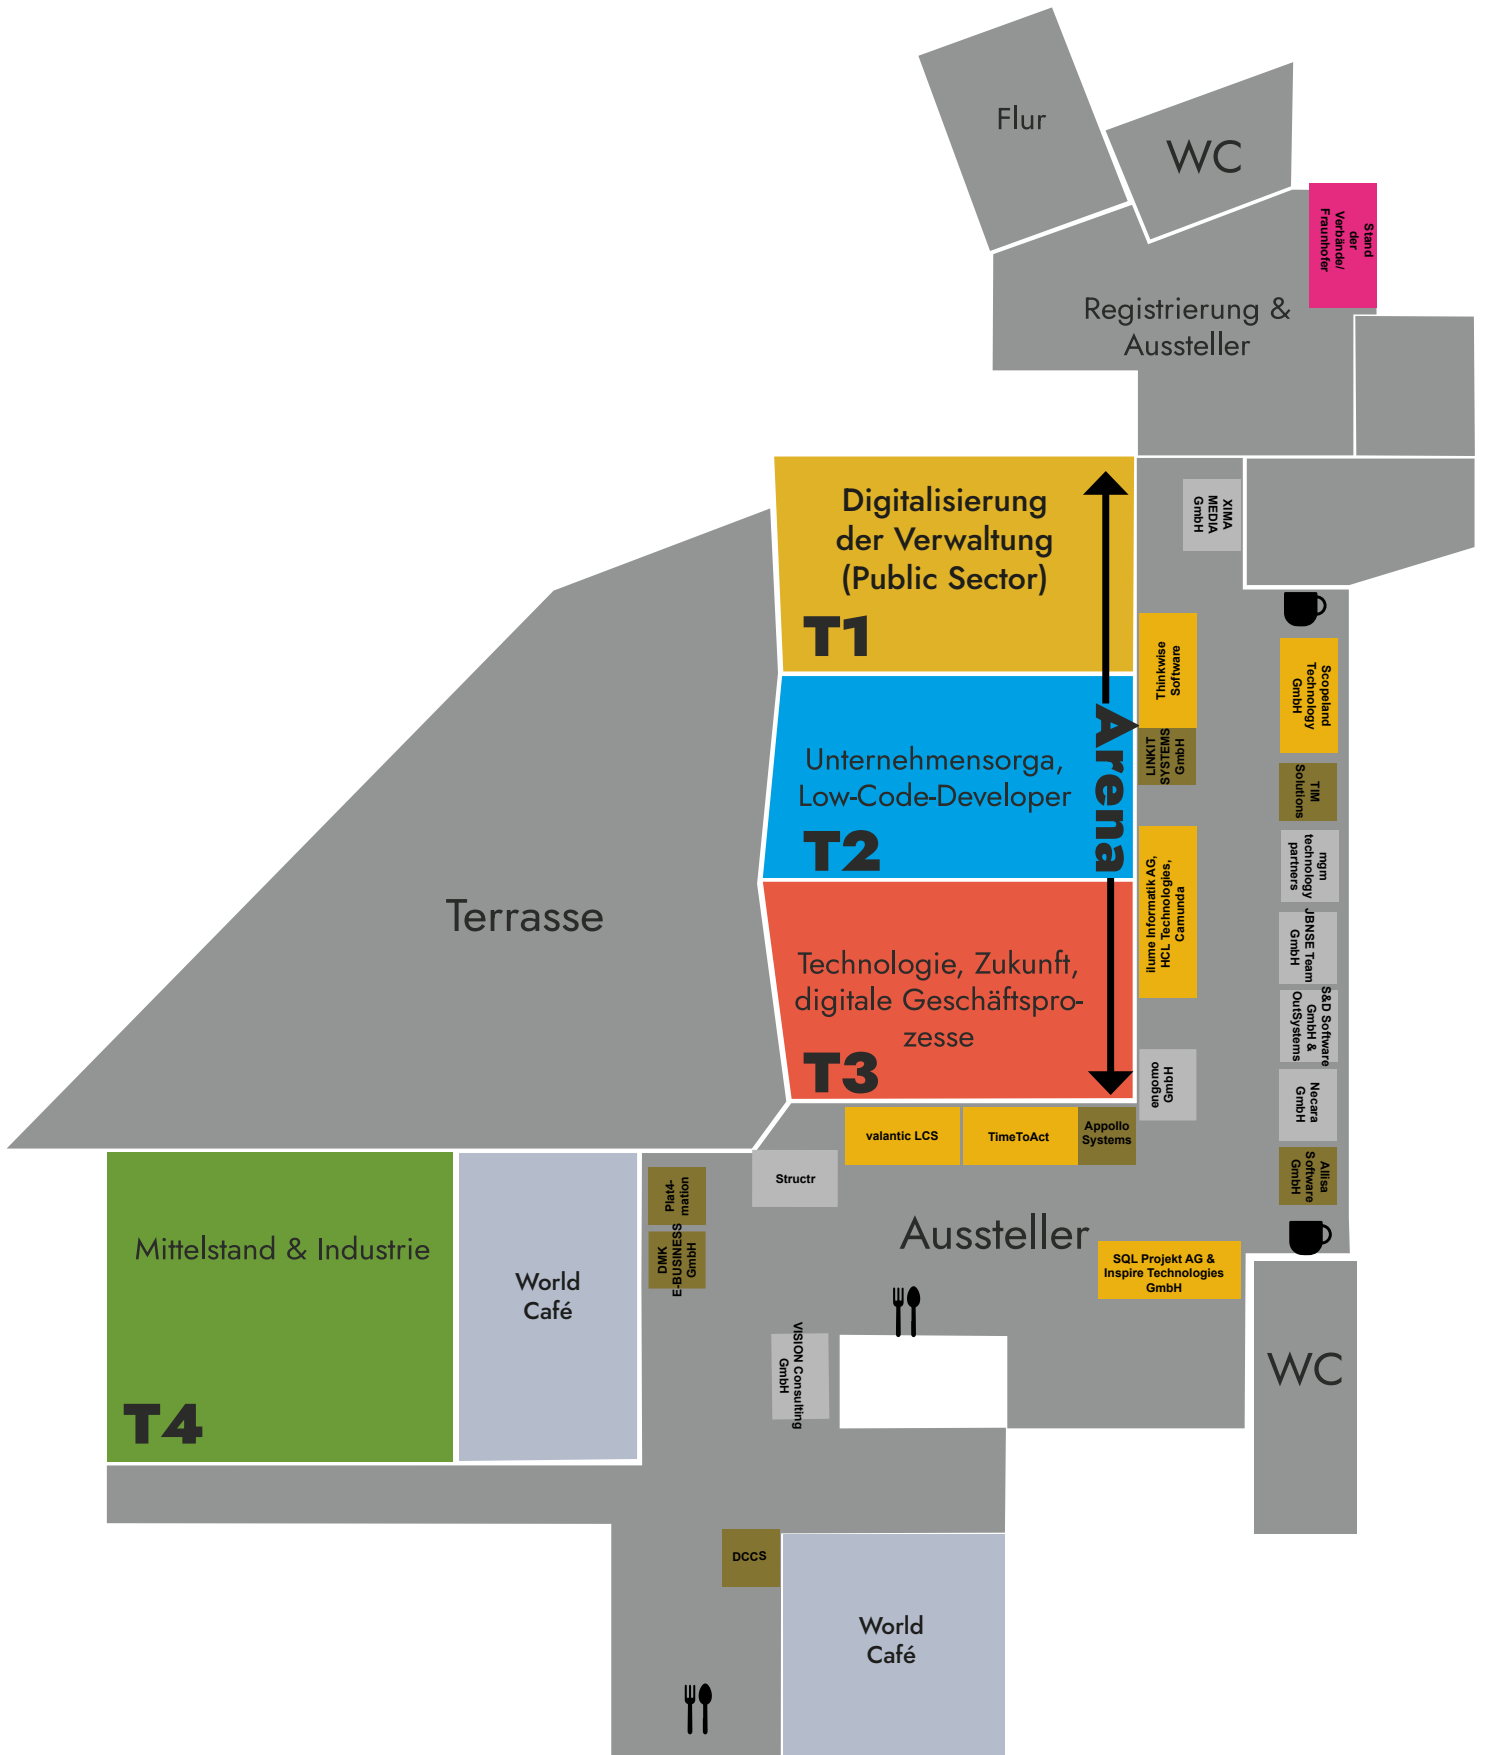 Flur
WC
Stand
der
Verbände/
Fraunhofer
Registrierung &
Aussteller
Digitalisierung
der Verwaltung
(Public Sector)
T1
XIMA
MEDIA
GmbH
Thinkwise
Software
Scopeland
Technology
GmbH
Unternehmensorga,
Low-Code-Developer
T2
Arena
LINKIT
SYSTEMS
GmbH
TIM
Solutions
mgm
technology
partners
Terrasse
ilume Informatik AG,
HCL Technologies,
Camunda
JBNSE Team
GmbH
Technologie, Zukunft,
digitale Geschäftspro-
zesse
T3
S&D Software
GmbH &
OutSystems
engomo
GmbH
Necara
GmbH
valantic LCS
TimeToAct
Appollo
Systems
Allisa
Software
GmbH
Structr
Plat4-
mation
DMK
E-BUSINESS
GmbH
Aussteller
Mittelstand & Industrie
T4
World
Café
SQL Projekt AG &
Inspire Technologies
GmbH
VISION Consulting
GmbH
WC
DCCS
World
Café